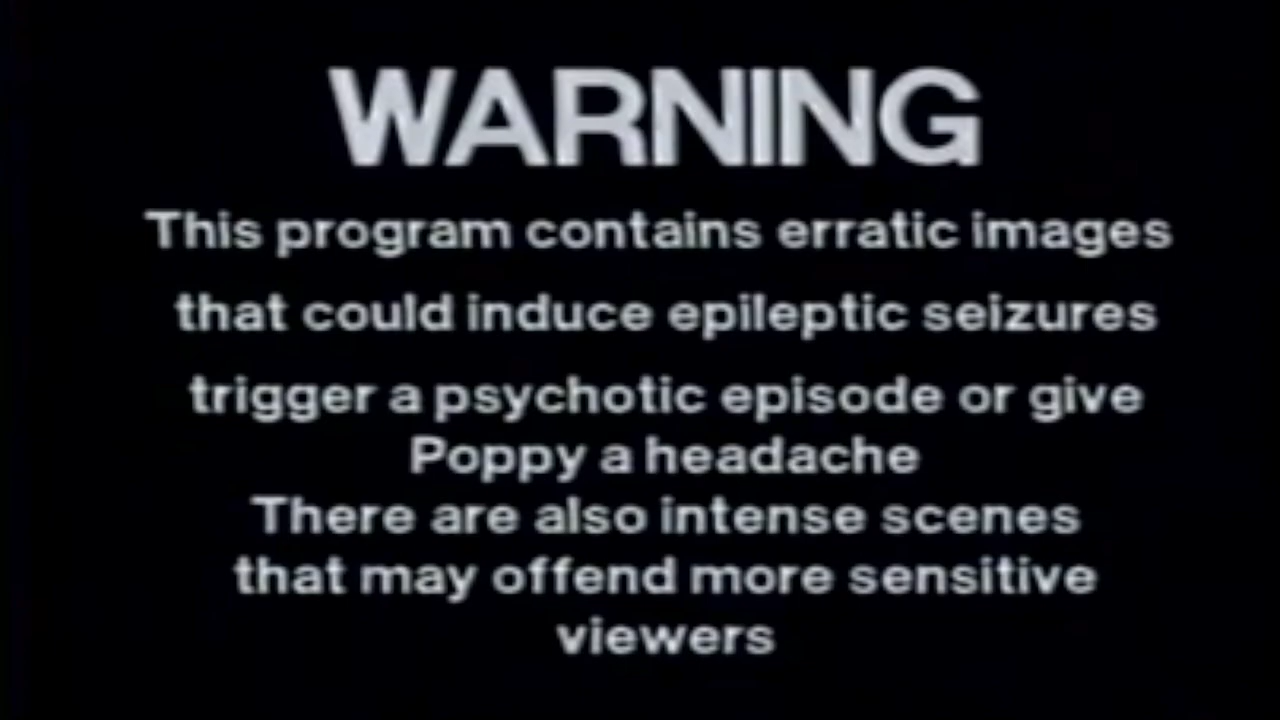 WARNING
This program contains erratic images
that could induce epileptic seizures
trigger a psychotic episode or give
Poppy a headache
There are also intense scenes
that may offend more sensitive
viewers